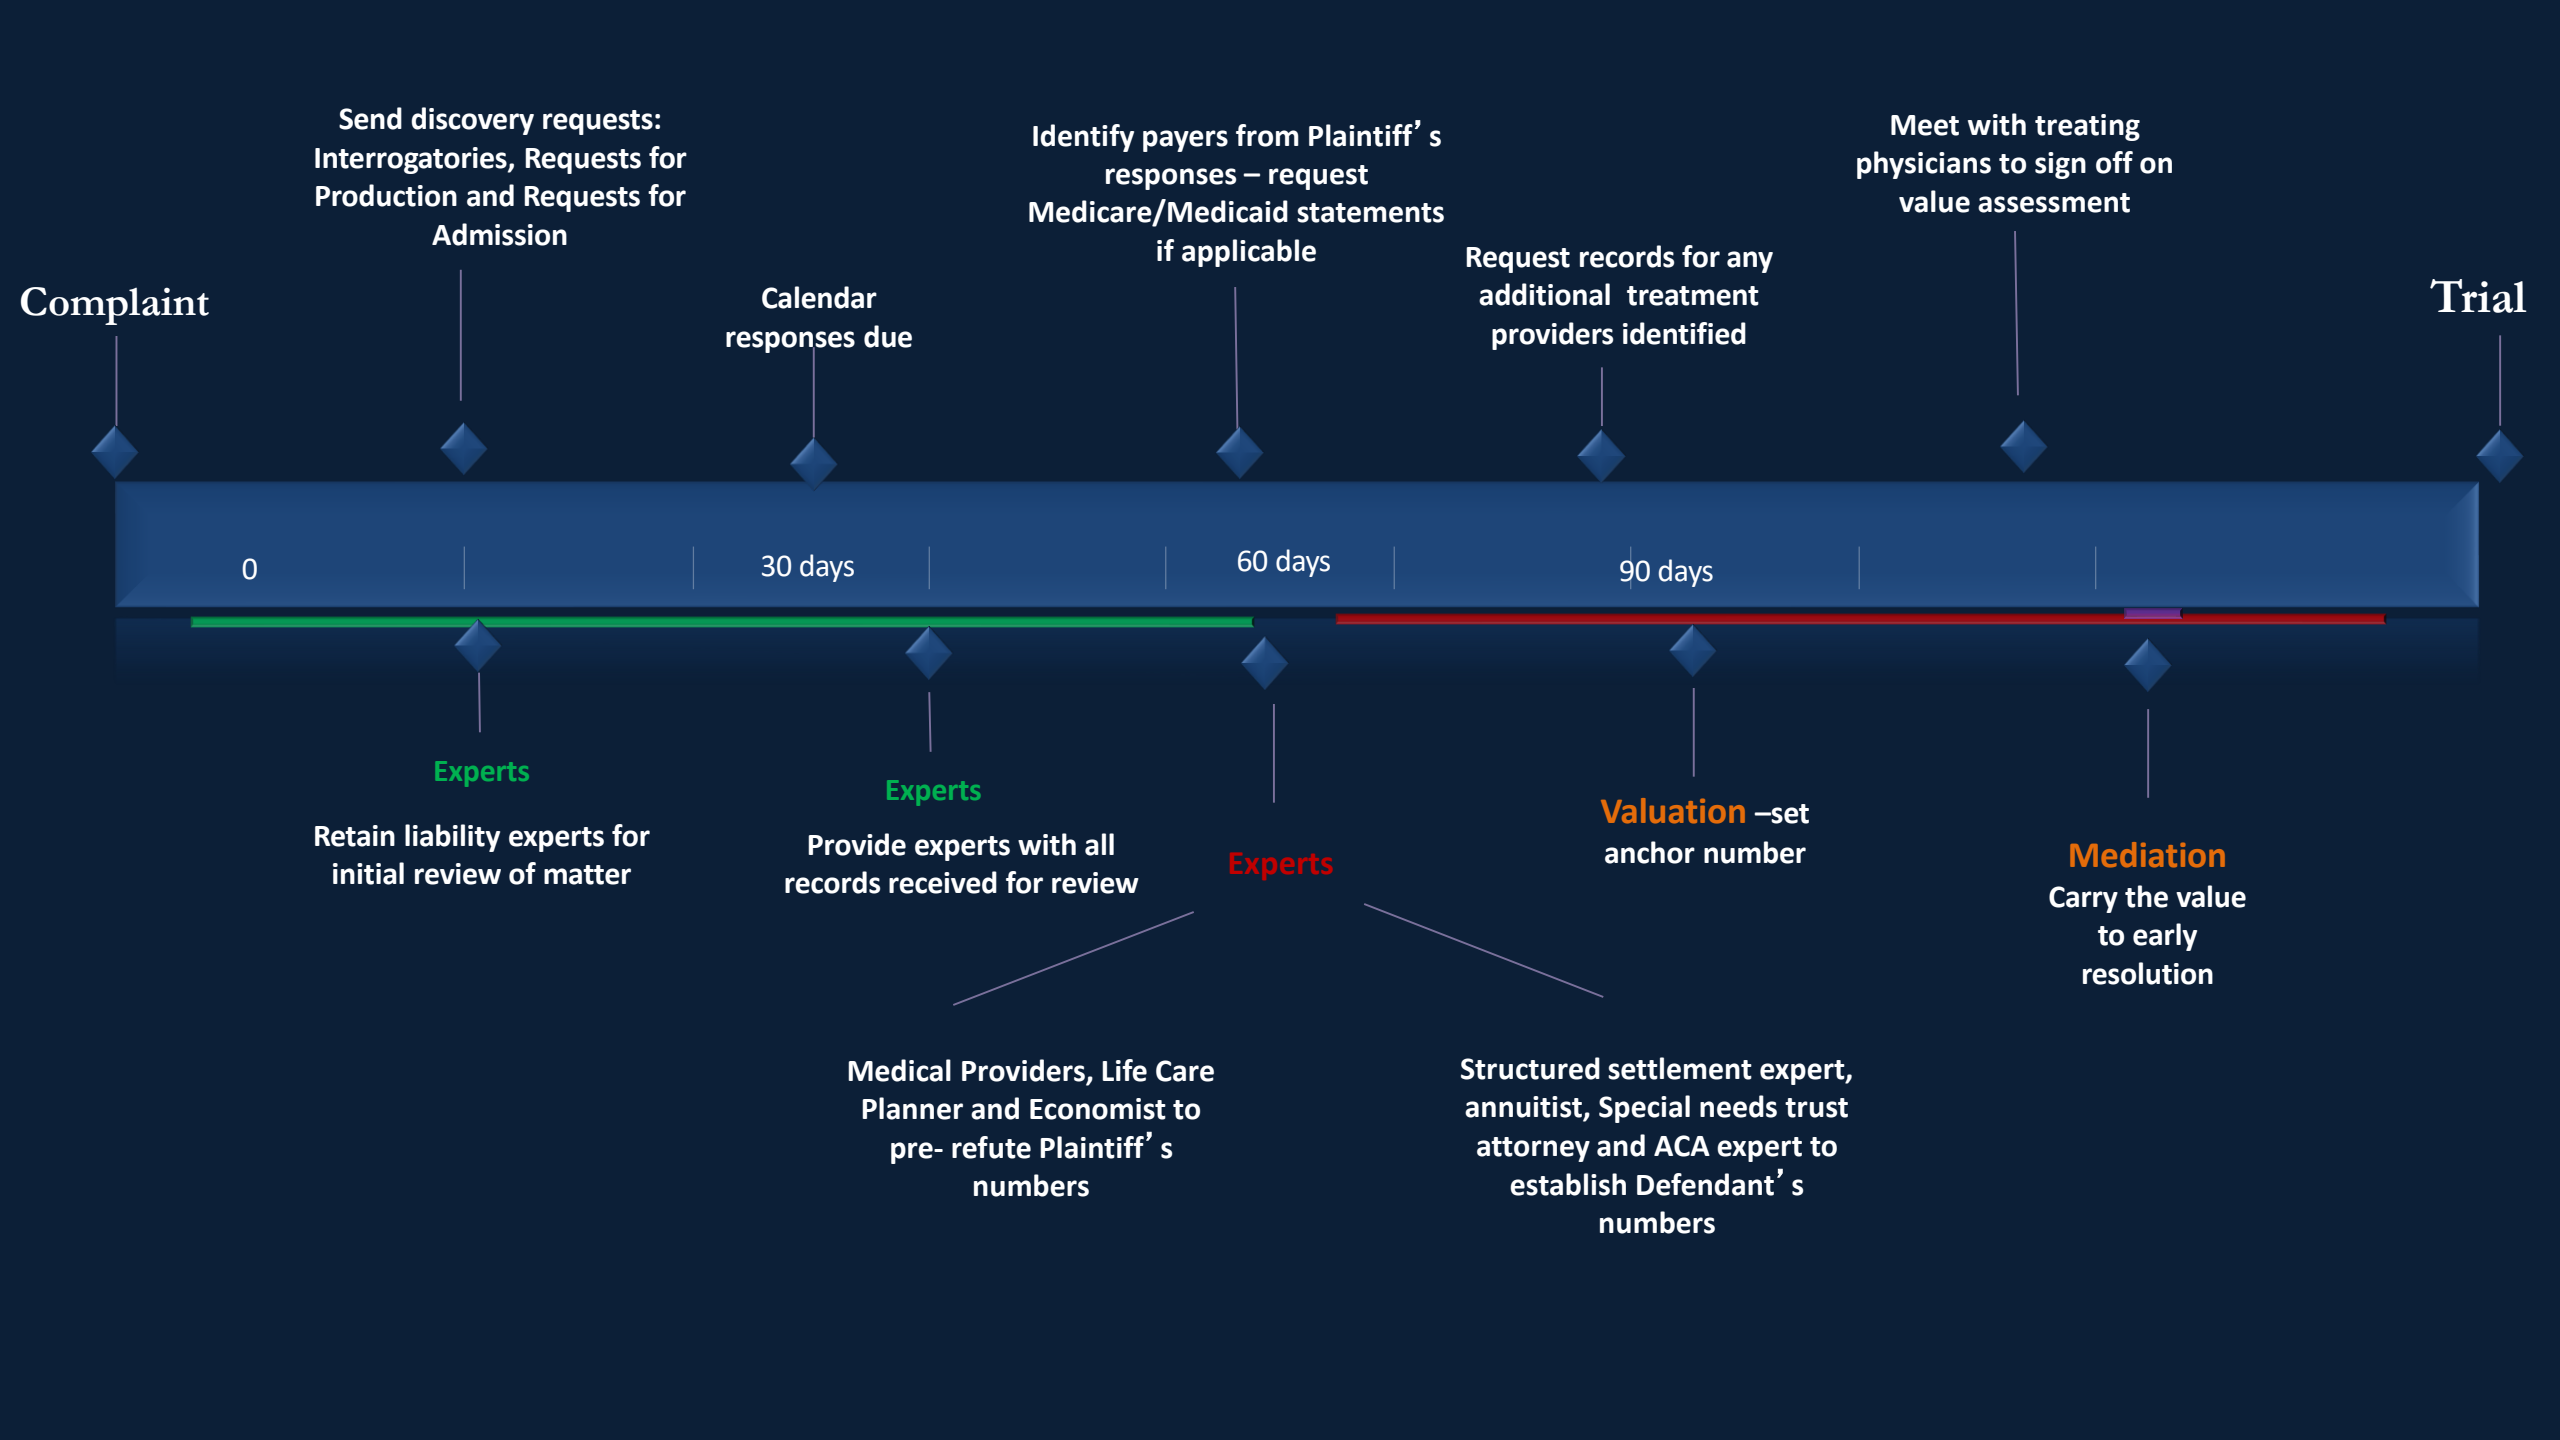 Send discovery requests:
Interrogatories, Requests for
Production and Requests for
Admission
Identify payers from Plaintiff’s
responses – request
Medicare/Medicaid statements
if applicable
Meet with treating
physicians to sign off on
value assessment
Complaint
Calendar
responses due
Request records for any
additional treatment
providers identified
Trial
0
30 days
60 days
90 days
Experts
Retain liability experts for
initial review of matter
Experts
Provide experts with all
records received for review
Experts
Valuation –set
anchor number
Mediation
Carry the value
to early
resolution
Medical Providers, Life Care
Planner and Economist to
pre- refute Plaintiff’s
numbers
Structured settlement expert,
annuitist, Special needs trust
attorney and ACA expert to
establish Defendant’s
numbers